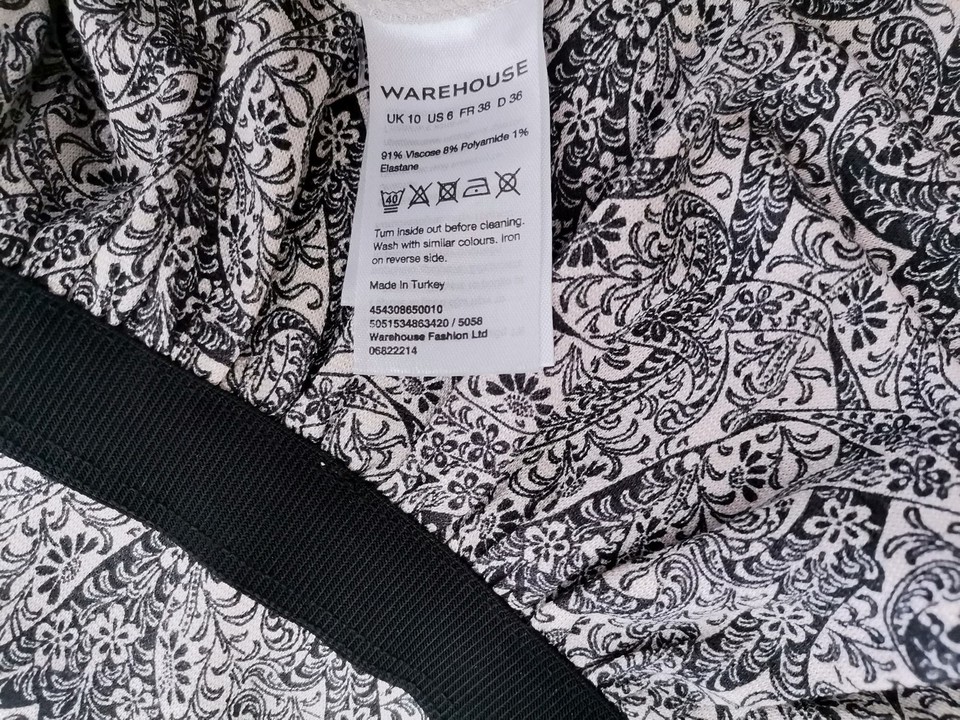 WAREHOUSE
UK 10 US 6 FR 38 D 36
91% Viscose 8% Polyamide 1%
Elastane
40
Turn inside out before cleaning.
Wash with similar colours. Iron
on reverse side.
Made In Turkey
454308650010
5051534863420 / 5058
Warehouse Fashion Ltd
06822214